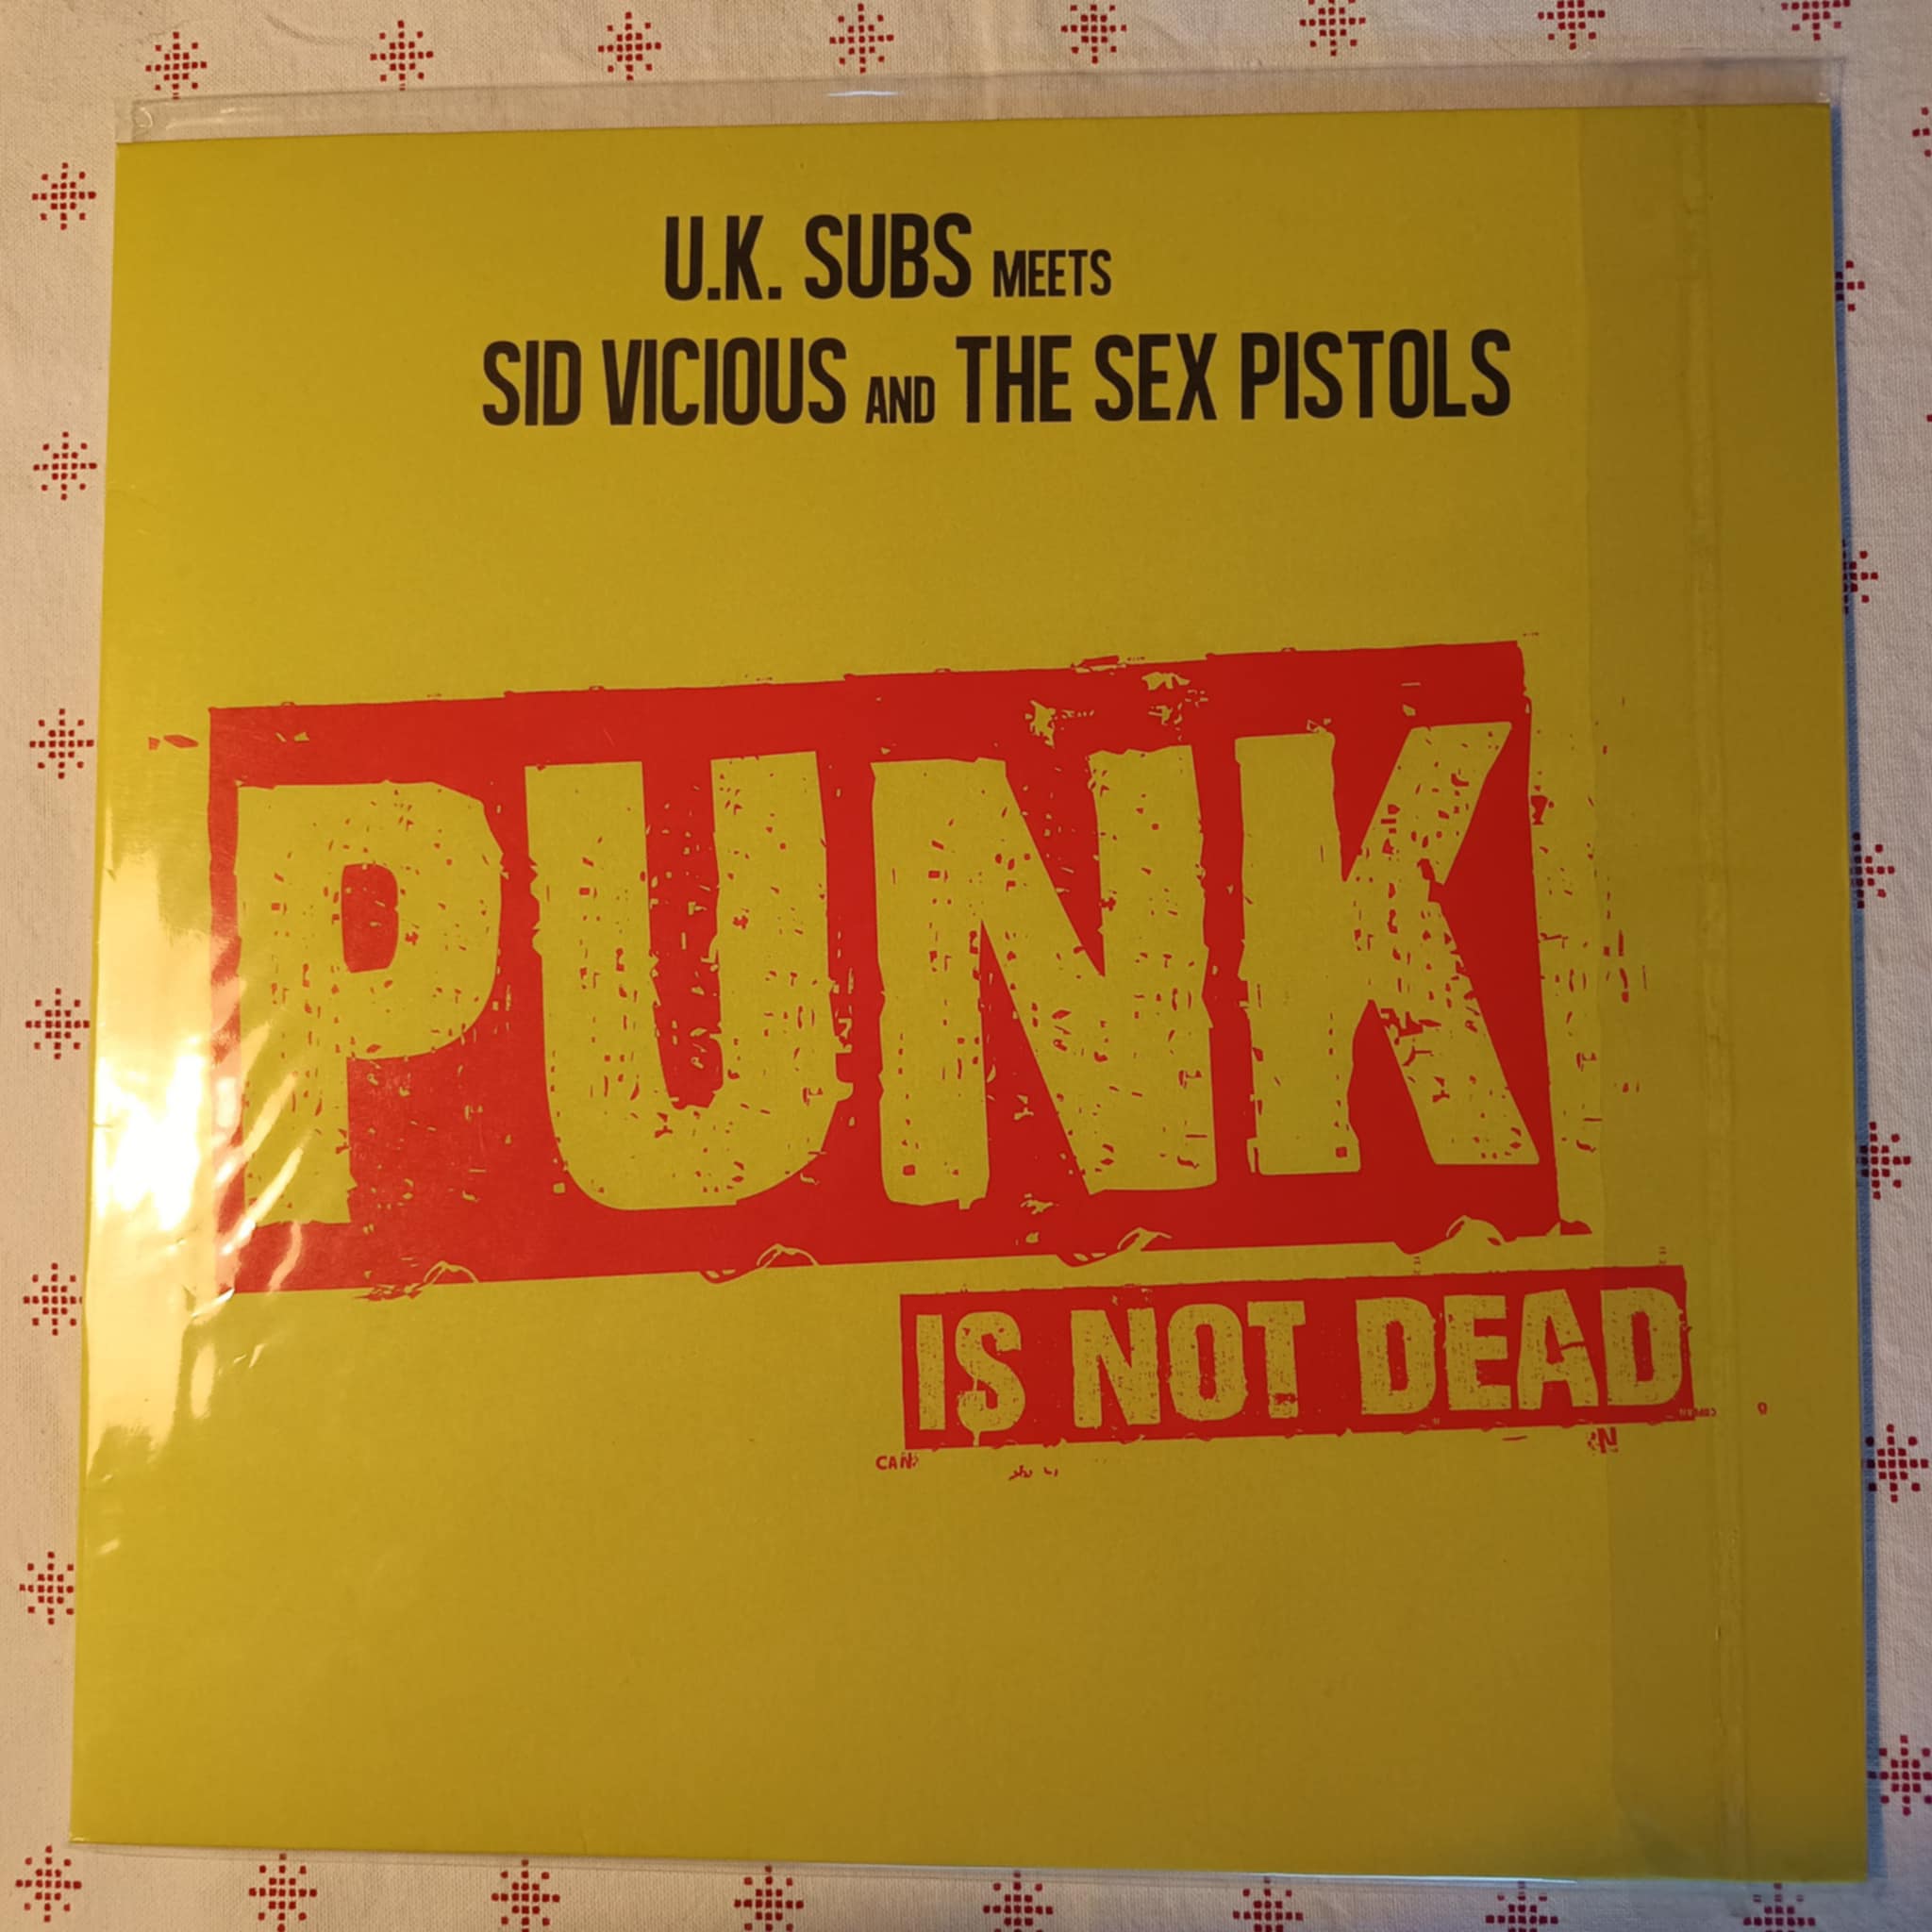 U.K. SUBS MEETS
SID VICIOUS AND THE SEX PISTOLS
PUNK
IS NOT DEAD